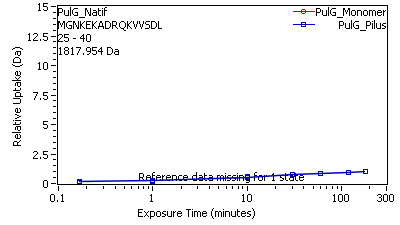 15
PulG_Natif
PulG_Monomer
MGNKEKADRQKVVSDL
PulG_Pilus
25 - 40
12.5
1817.954 Da
10
Relative Uptake (Da)
7.5
5
2.5
Reference data missing for 1 state
0
0.1 1 10 100 300
Exposure Time (minutes)